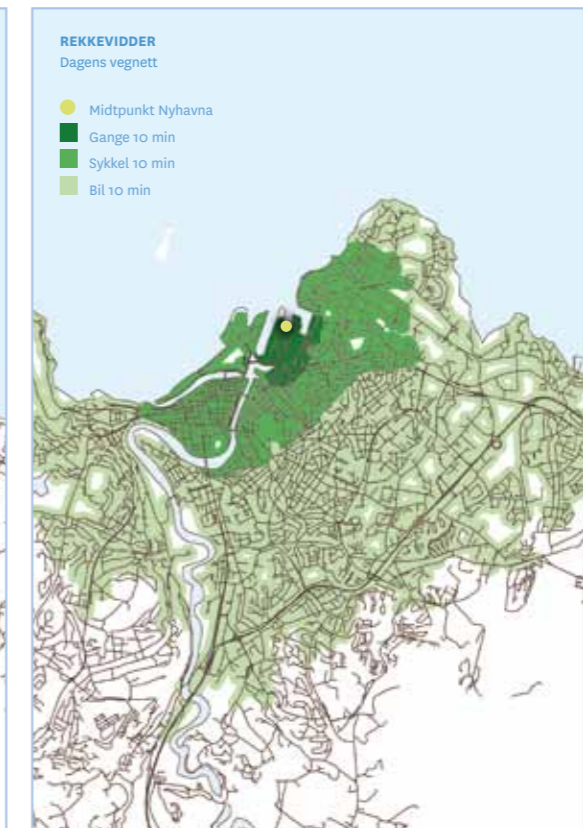 REKKEVIDDER
Dagens vegnett
Midtpunkt Nyhavna
Gange 10 min
Sykkel 10 min
Bil 10 min